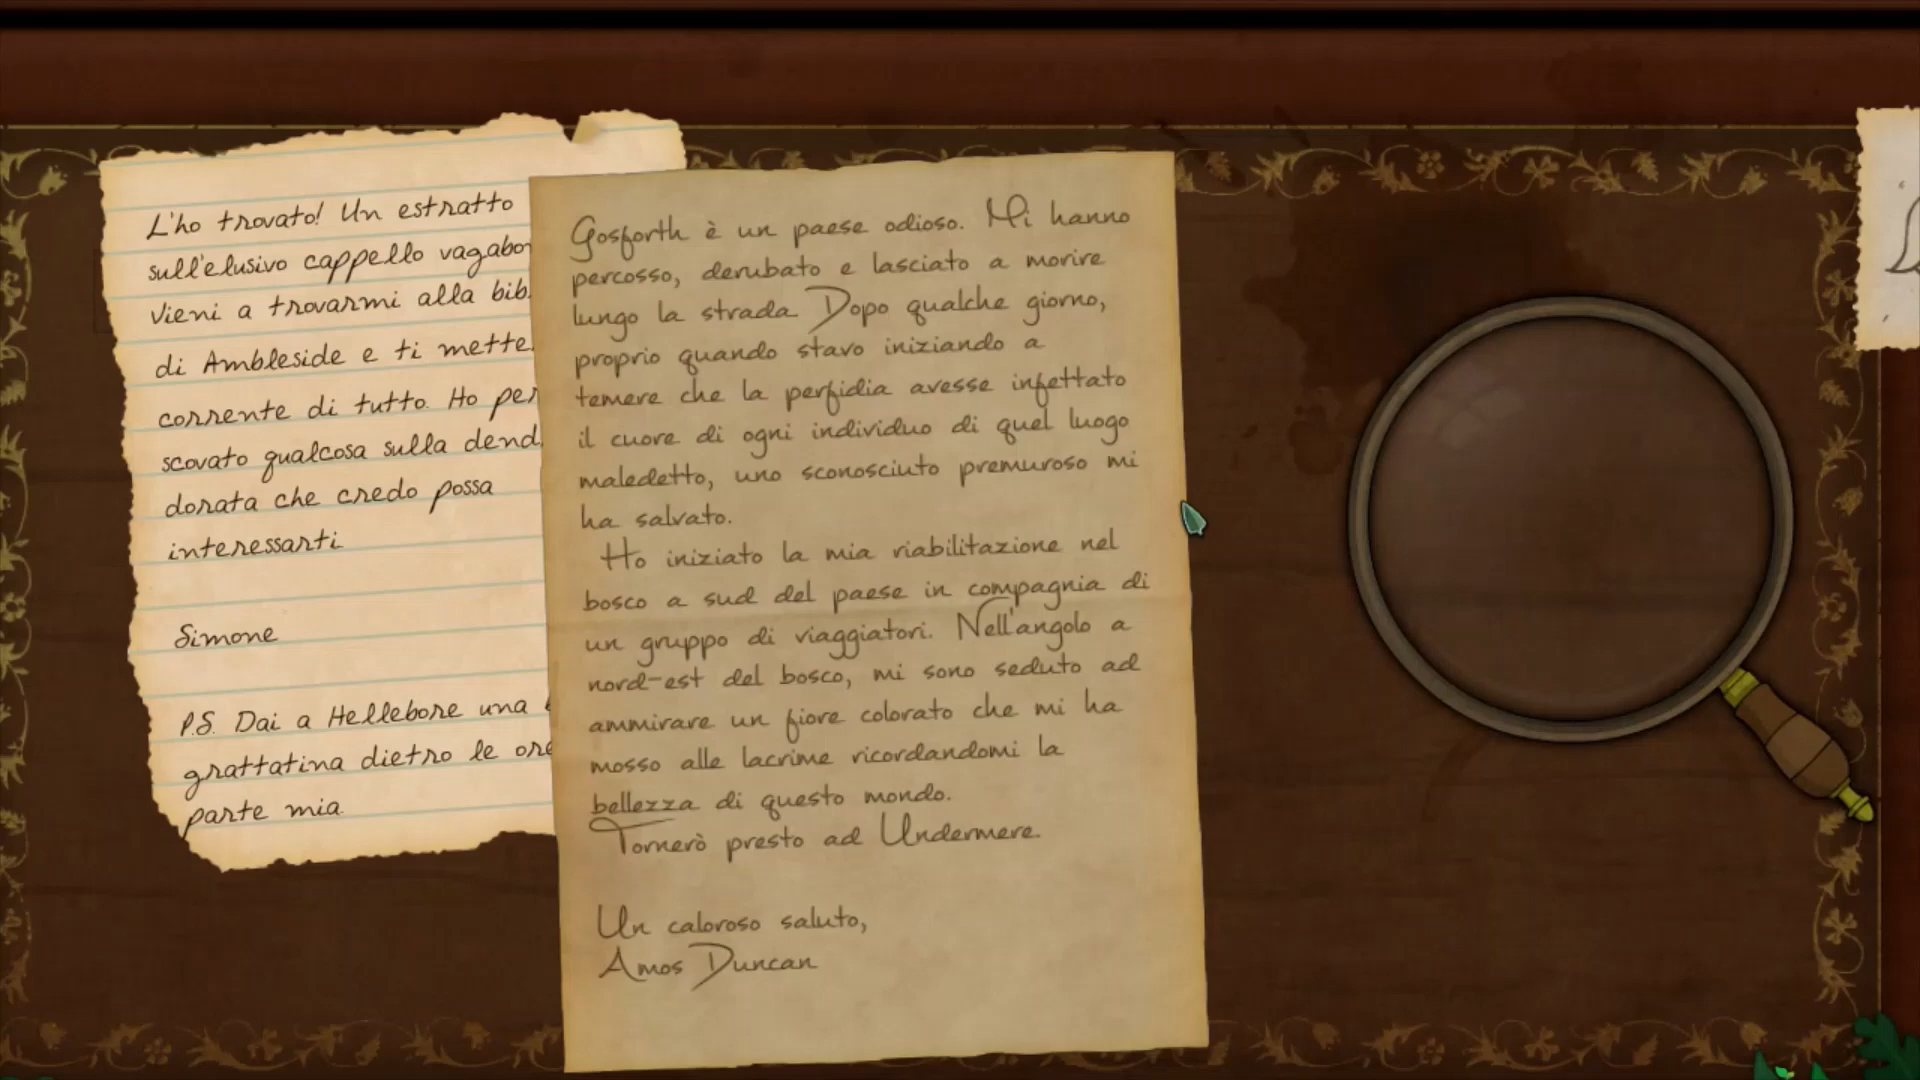 L'ho trovato! Un estratto
sull'elusivo cappello
Vieni a trovarmi alla
di Ambleside e ti
corrente di tutto. Ho
scovato qualcosa sulla
dorata che credo possa
interessarti
Simone
P.S. Dai a Hellebore una
grattatina dietro le
parte mia.
Gosforth è un paese odioso. Mi hanno
percosso, derubato e lasciato a morire
lungo la strada. Dopo qualche giorno,
proprio quando stavo iniziando a
temere che la perfidia avesse infettato
il cuore di ogni individuo di quel luogo
maledetto, uno sconosciuto premuroso mi
ha salvato.
Ho iniziato la mia riabilitazione nel
bosco a sud del paese in compagnia di
un gruppo di viaggiatori. Nell'angolo a
nord-est del bosco, mi sono seduto ad
ammirare un fiore colorato che mi ha
mosso alle lacrime ricordandomi la
bellezza di questo mondo.
Tornerò presto ad Undermere.
Un caloroso saluto,
Amos Duncan